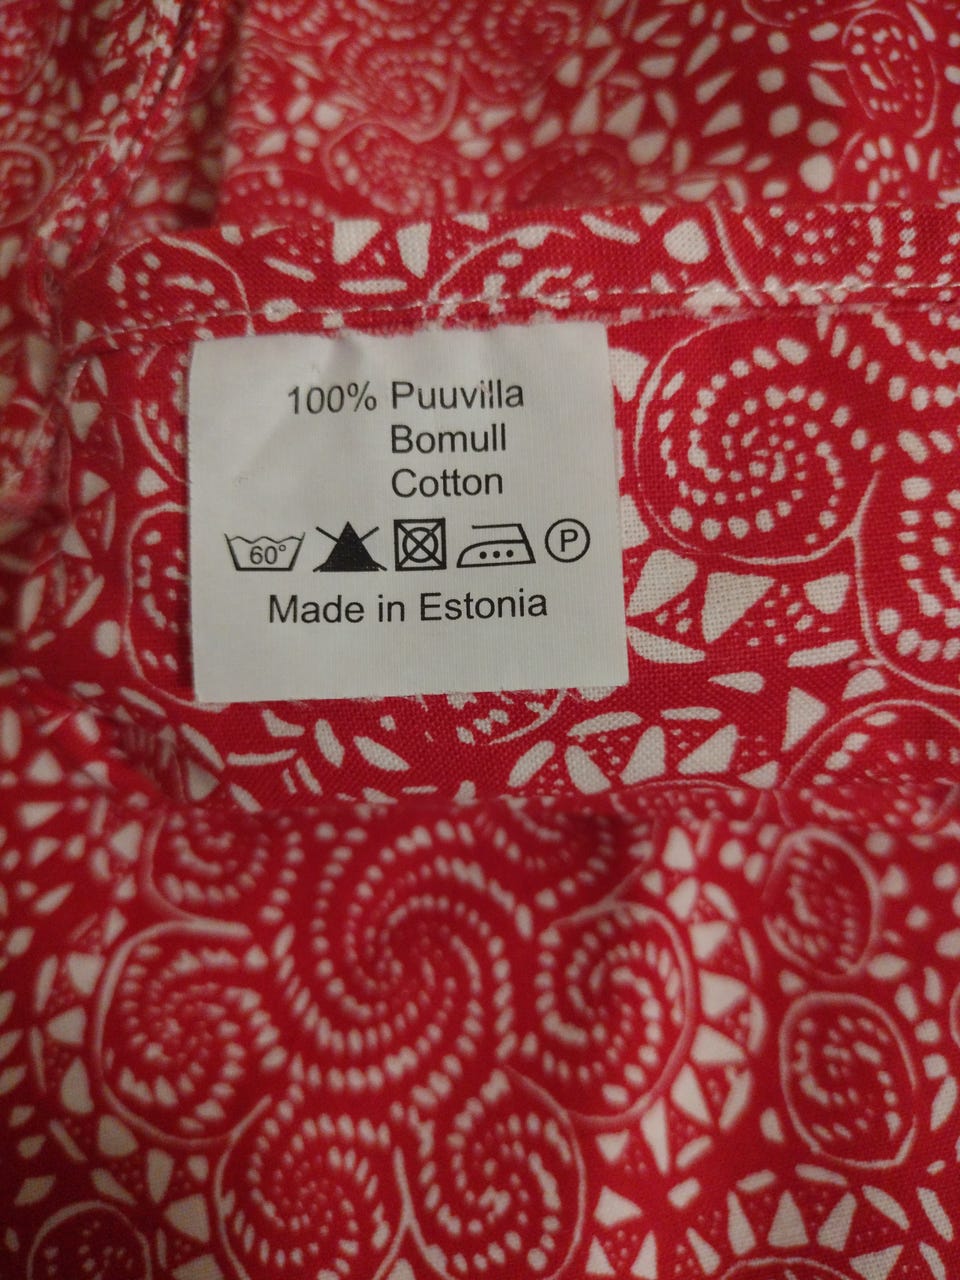 100% Puuvilla
Bomull
Cotton
60° P
Made in Estonia